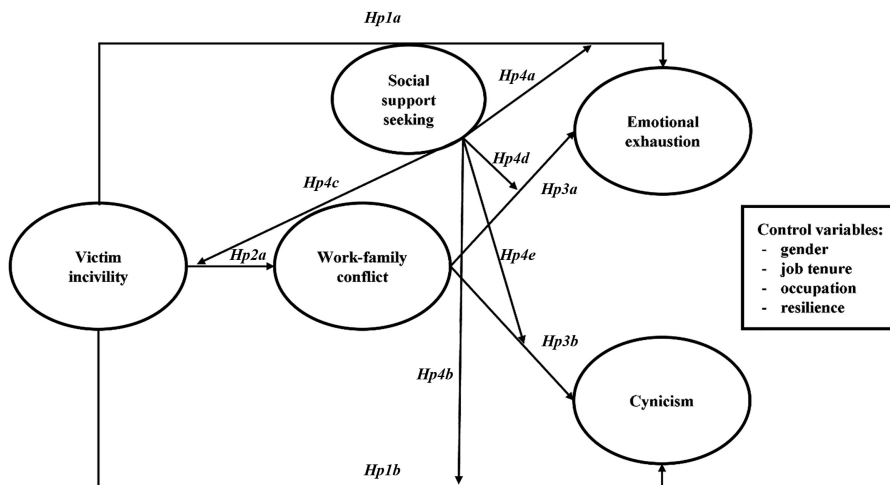 Hp1a
Social
support
seeking
Hp4a
Emotional
exhaustion
Hp4d
Hp4c
Hp3a
Control variables:
- gender
- job tenure
- occupation
- resilience
Victim
incivility
Hp2a
Work-family
conflict
Hp4e
Hp3b
Hp4b
Cynicism
Hp1b